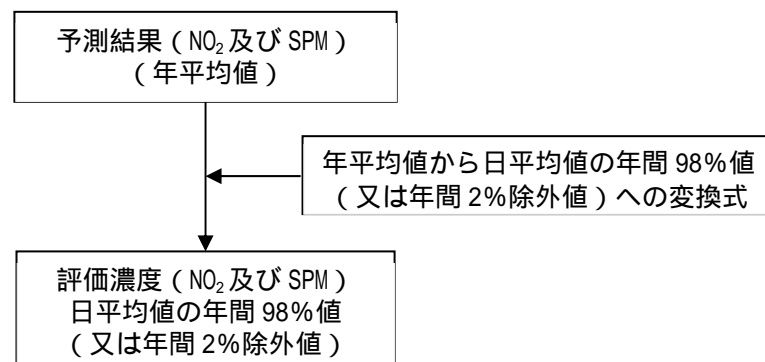 予測結果（NO₂及びSPM）
（年平均値）
年平均値から日平均値の年間98%値
（又は年間2%除外値）への変換式
評価濃度（NO₂及びSPM）
日平均値の年間98%値
（又は年間2%除外値）